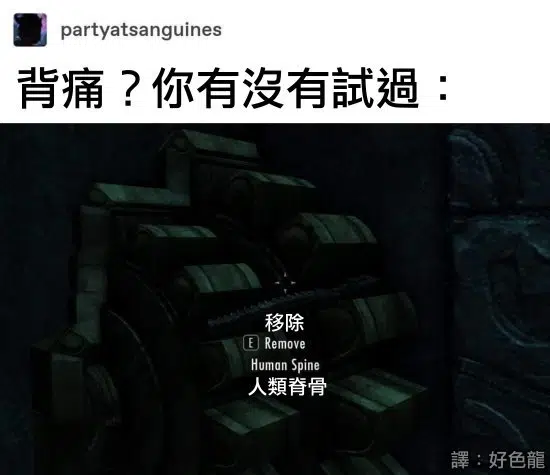 partyatsanguines
背痛？你有沒有試過：
移除
E Remove
Human Spine
人類脊骨
譯：好色龍